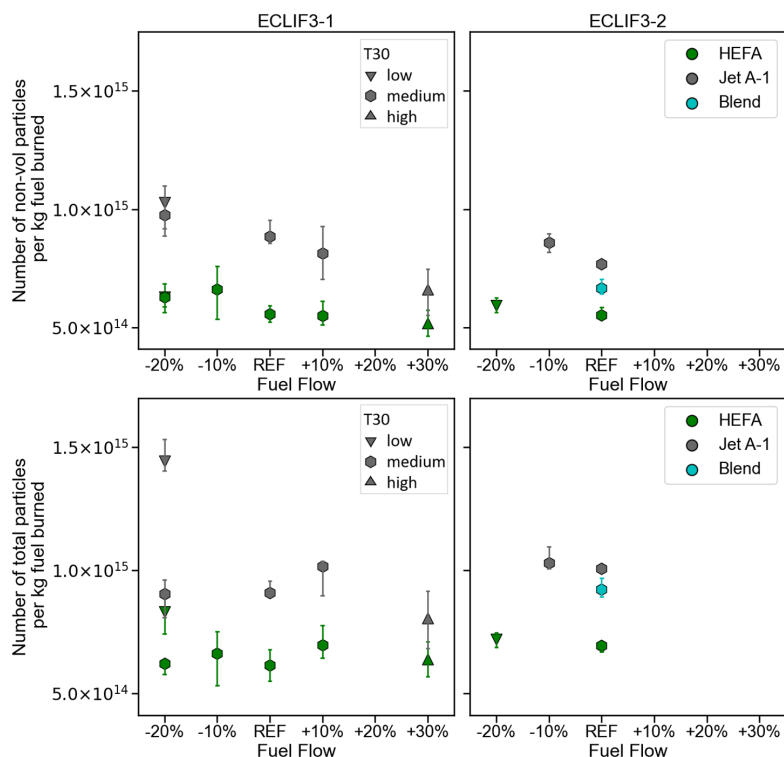 ECLIF3-1
ECLIF3-2
Number of non-vol particles
per kg fuel burned
1.5×10¹⁵
1.0×10¹⁵
5.0×10¹⁴
T30
low
medium
high
HEFA
Jet A-1
Blend
-20% -10% REF +10% +20% +30%
Fuel Flow
-20% -10% REF +10% +20% +30%
Fuel Flow
Number of total particles
per kg fuel burned
1.5×10¹⁵
1.0×10¹⁵
5.0×10¹⁴
T30
low
medium
high
HEFA
Jet A-1
Blend
-20% -10% REF +10% +20% +30%
Fuel Flow
-20% -10% REF +10% +20% +30%
Fuel Flow